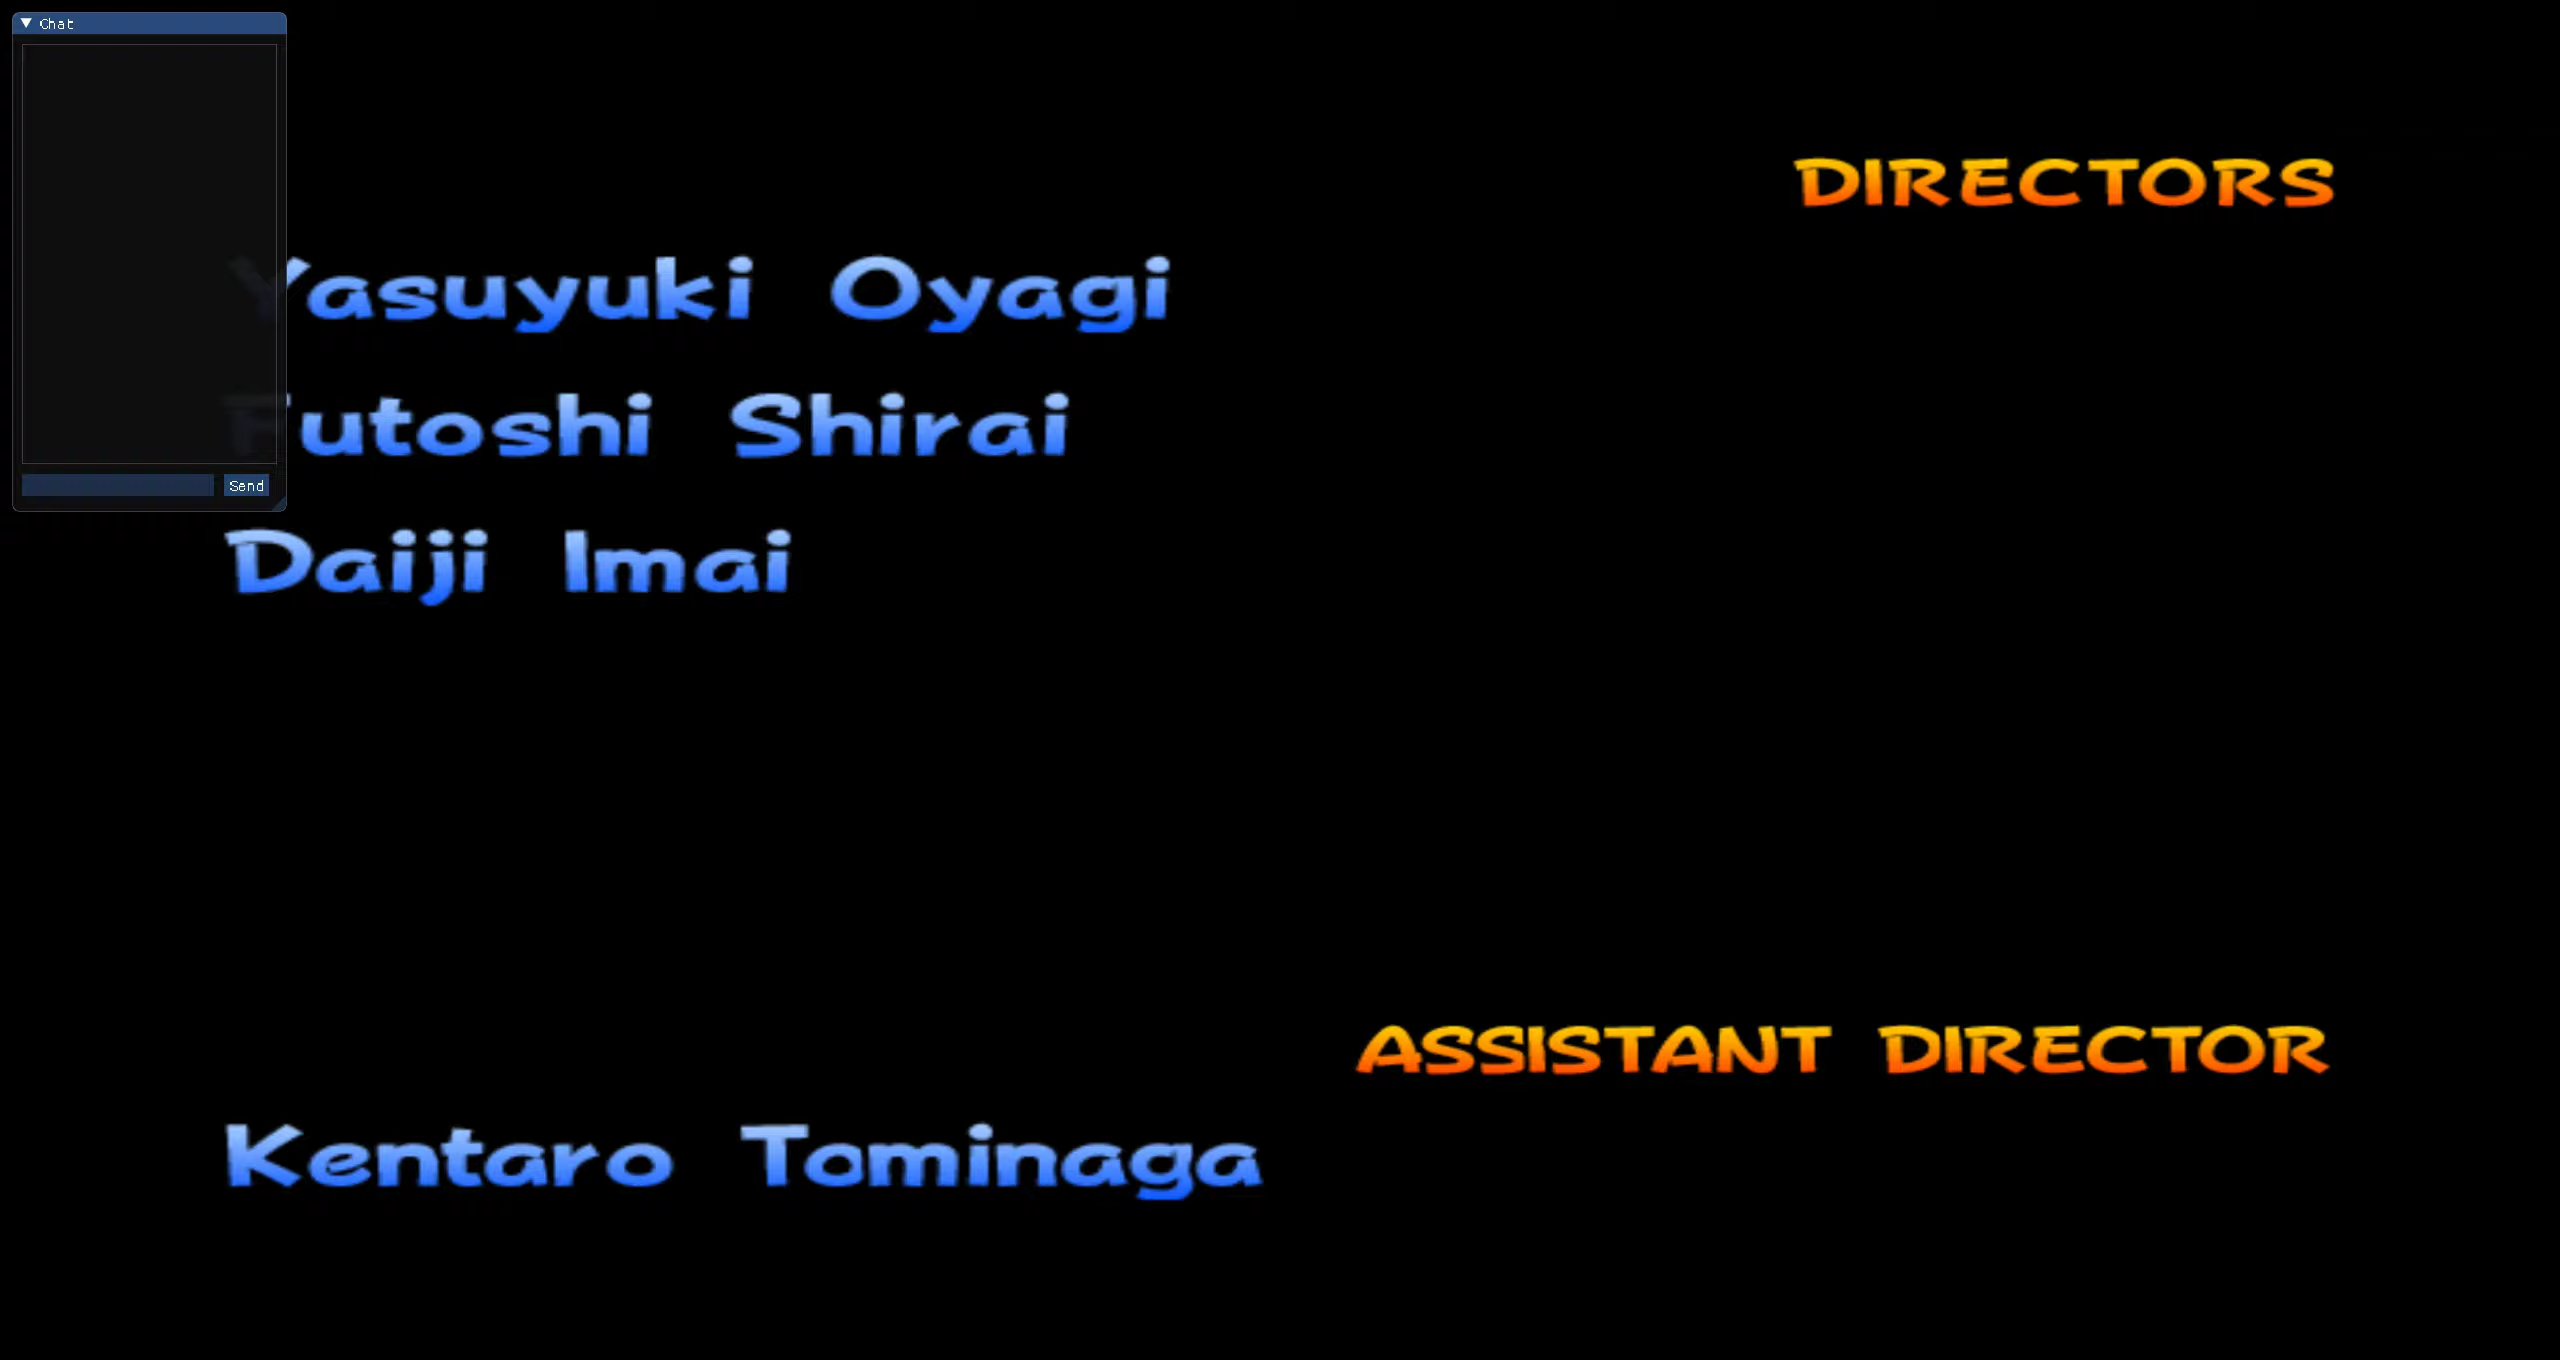 Chat
DIRECTORS
Yasuyuki Oyagi
Futoshi Shirai
Send
Daiji Imai
ASSISTANT DIRECTOR
Kentaro Tominaga